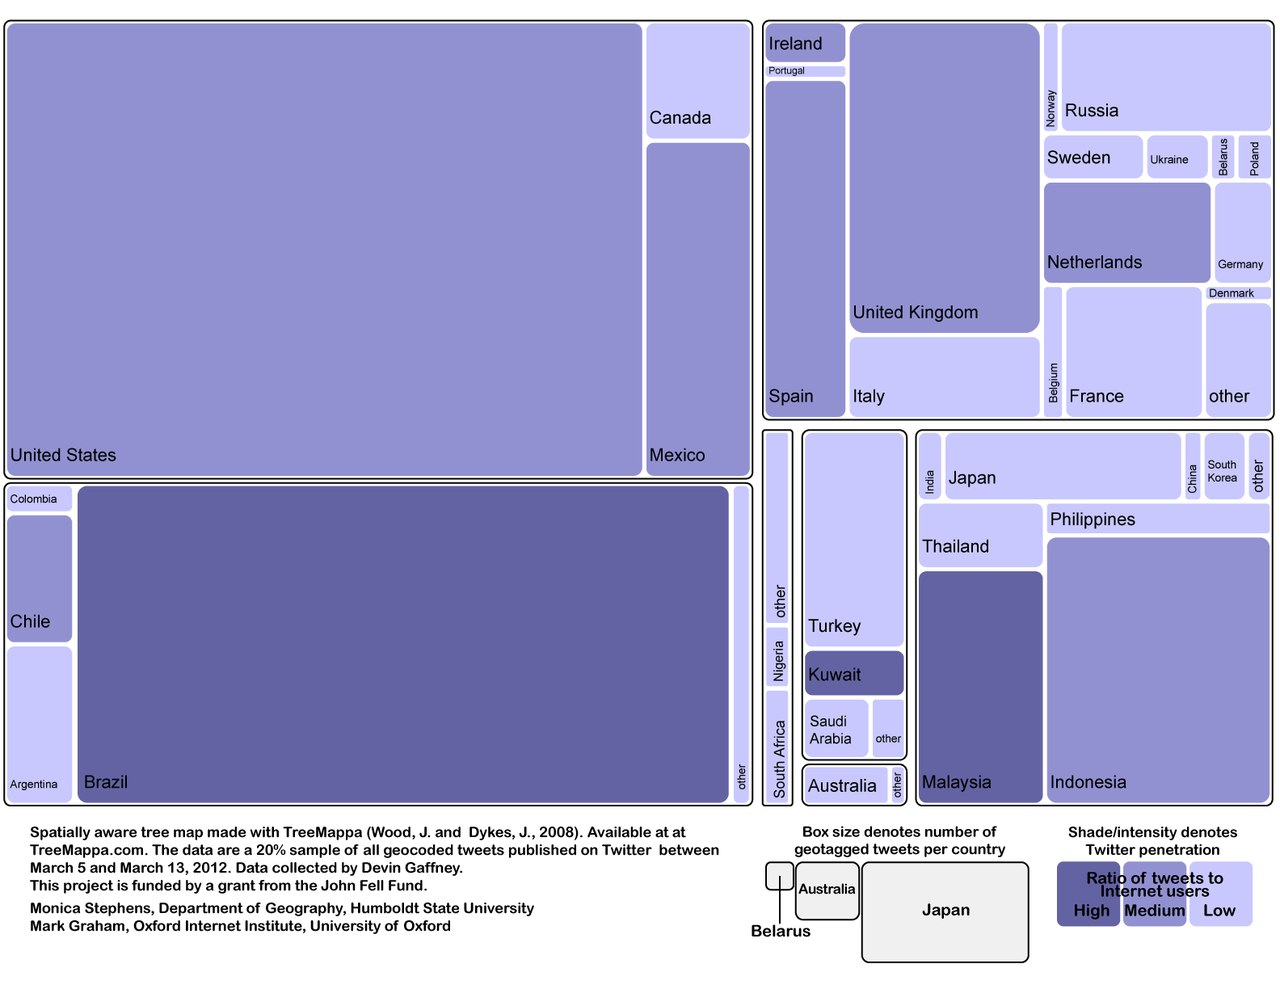 United States
Canada
Mexico
Ireland
Portugal
Spain
United Kingdom
Italy
Norway
Russia
Sweden
Ukraine
Belarus
Poland
Netherlands
Germany
Belgium
France
Denmark
other
Colombia
Chile
Argentina
Brazil
other
other
Nigeria
South Africa
Turkey
Kuwait
Saudi
Arabia
other
Australia
other
India
Japan
China
South
Korea
other
Thailand
Philippines
Malaysia
Indonesia
Spatially aware tree map made with TreeMappa (Wood, J. and Dykes, J., 2008). Available at at
TreeMappa.com. The data are a 20% sample of all geocoded tweets published on Twitter between
March 5 and March 13, 2012. Data collected by Devin Gaffney.
This project is funded by a grant from the John Fell Fund.
Monica Stephens, Department of Geography, Humboldt State University
Mark Graham, Oxford Internet Institute, University of Oxford
Box size denotes number of
geotagged tweets per country
Belarus
Australia
Japan
Shade/intensity denotes
Twitter penetration
Ratio of tweets to
Internet users
High Medium Low